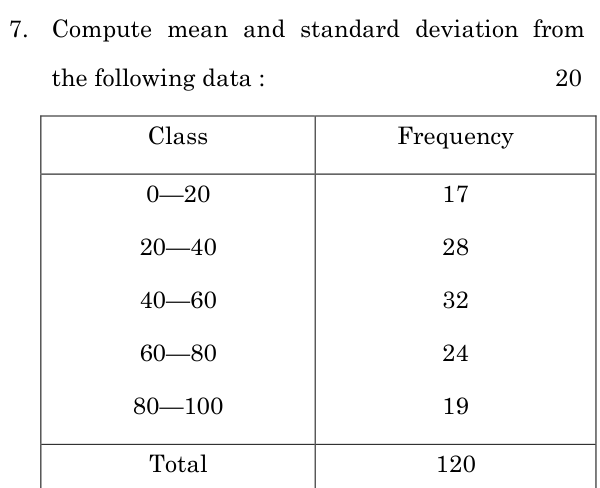 7. Compute mean and standard deviation from
the following data : 20
Class Frequency
0—20 17
20—40 28
40—60 32
60—80 24
80—100 19
Total 120